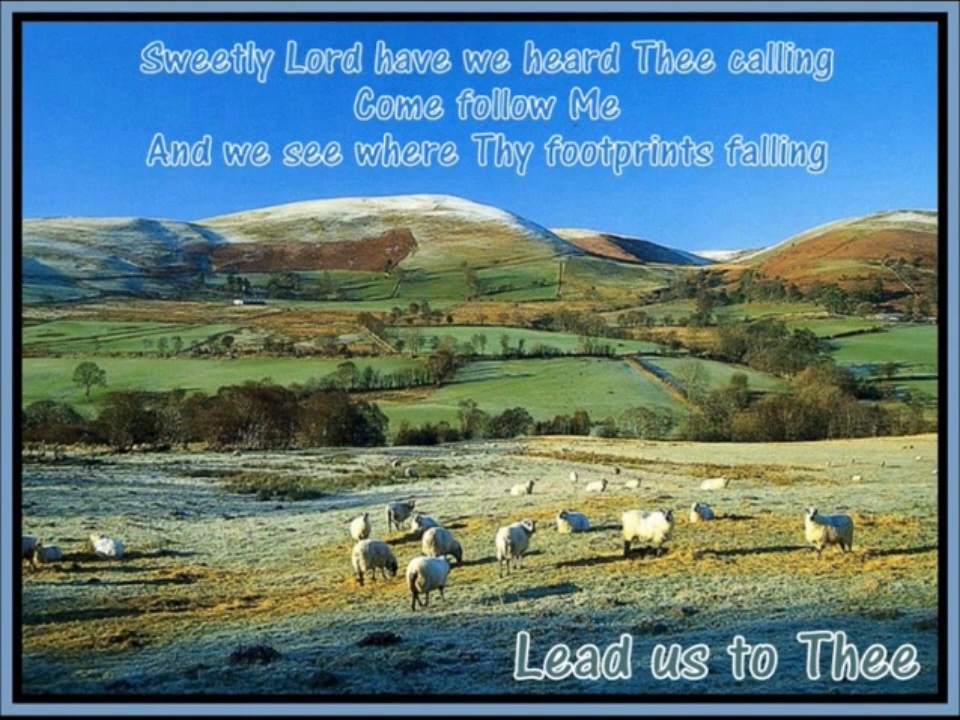 Sweetly Lord have we heard Thee calling
Come follow Me
And we see where Thy footprints falling
Lead us to Thee